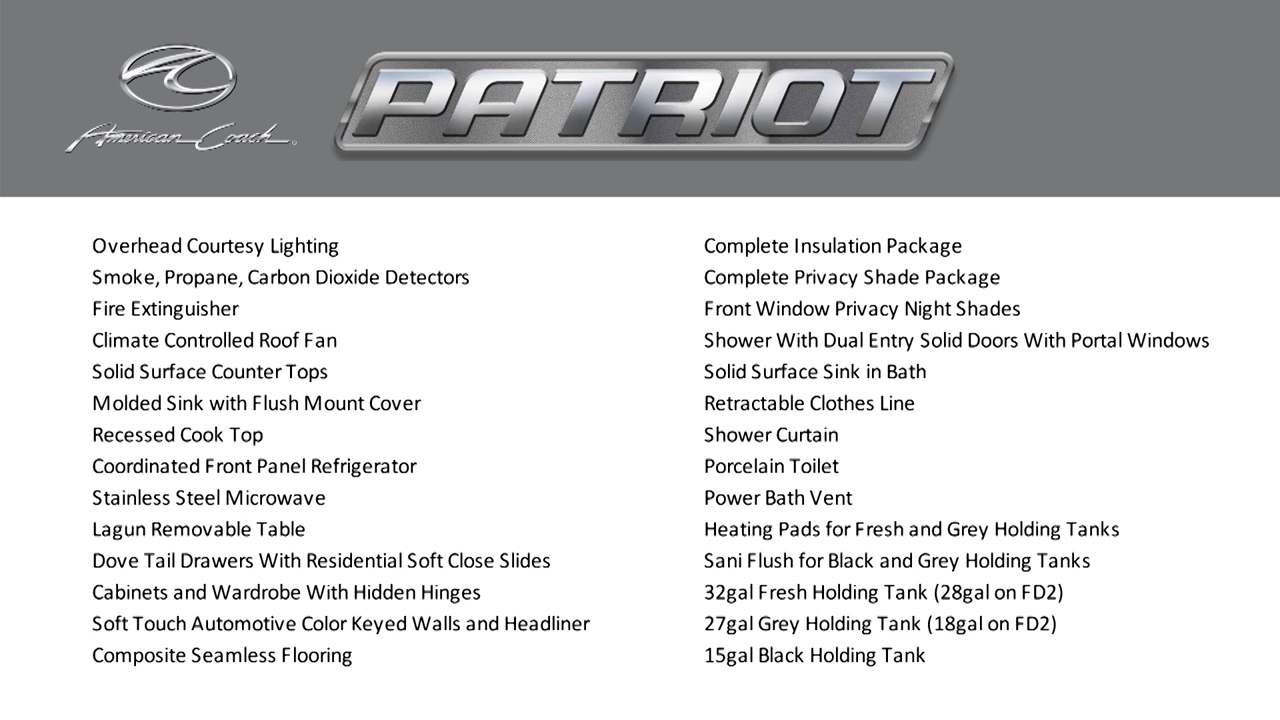 American Coach
PATRIOT
Overhead Courtesy Lighting
Smoke, Propane, Carbon Dioxide Detectors
Fire Extinguisher
Climate Controlled Roof Fan
Solid Surface Counter Tops
Molded Sink with Flush Mount Cover
Recessed Cook Top
Coordinated Front Panel Refrigerator
Stainless Steel Microwave
Lagun Removable Table
Dove Tail Drawers With Residential Soft Close Slides
Cabinets and Wardrobe With Hidden Hinges
Soft Touch Automotive Color Keyed Walls and Headliner
Composite Seamless Flooring
Complete Insulation Package
Complete Privacy Shade Package
Front Window Privacy Night Shades
Shower With Dual Entry Solid Doors With Portal Windows
Solid Surface Sink in Bath
Retractable Clothes Line
Shower Curtain
Porcelain Toilet
Power Bath Vent
Heating Pads for Fresh and Grey Holding Tanks
Sani Flush for Black and Grey Holding Tanks
32gal Fresh Holding Tank (28gal on FD2)
27gal Grey Holding Tank (18gal on FD2)
15gal Black Holding Tank